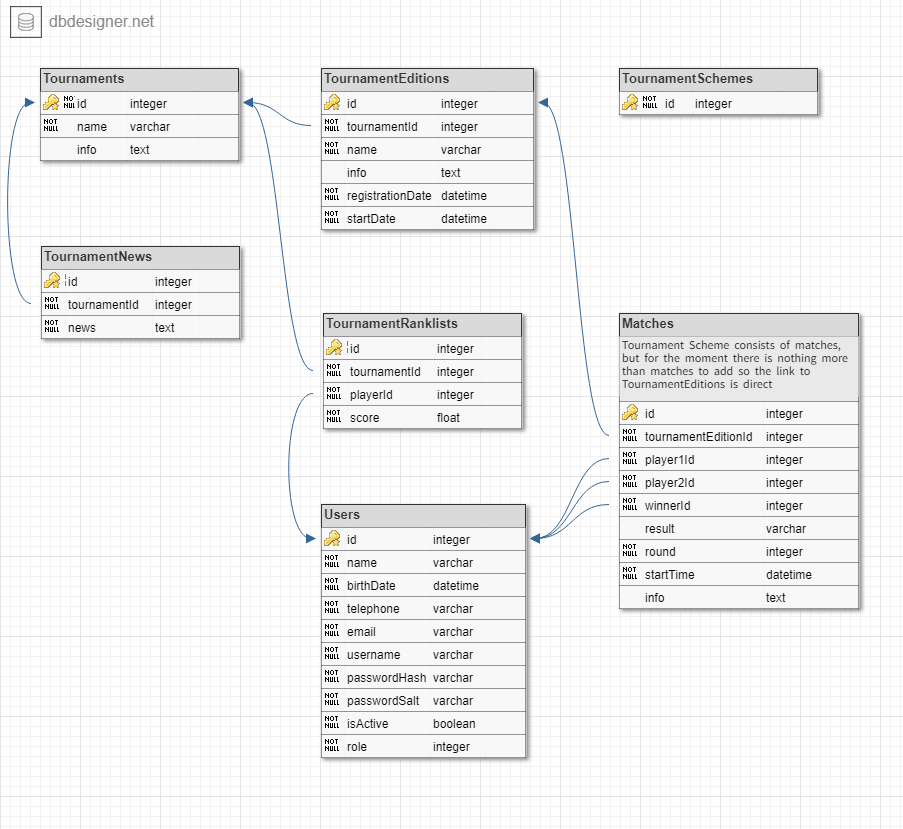 dbdesigner.net
Tournaments
NOT NULL id integer
NOT NULL name varchar
info text
TournamentEditions
id integer
NOT NULL tournamentId integer
NOT NULL name varchar
info text
NOT NULL registrationDate datetime
NOT NULL startDate datetime
TournamentSchemes
NOT NULL id integer
TournamentNews
id integer
NOT NULL tournamentId integer
NOT NULL news text
TournamentRanklists
id integer
NOT NULL tournamentId integer
NOT NULL playerId integer
NOT NULL score float
Matches
Tournament Scheme consists of matches,
but for the moment there is nothing more
than matches to add so the link to
TournamentEditions is direct
id integer
NOT NULL tournamentEditionId integer
NOT NULL player1Id integer
NOT NULL player2Id integer
NOT NULL winnerId integer
result varchar
NOT NULL round integer
NOT NULL startTime datetime
info text
Users
id integer
NOT NULL name varchar
NOT NULL birthDate datetime
NOT NULL telephone varchar
NOT NULL email varchar
NOT NULL username varchar
NOT NULL passwordHash varchar
NOT NULL passwordSalt varchar
NOT NULL isActive boolean
NOT NULL role integer